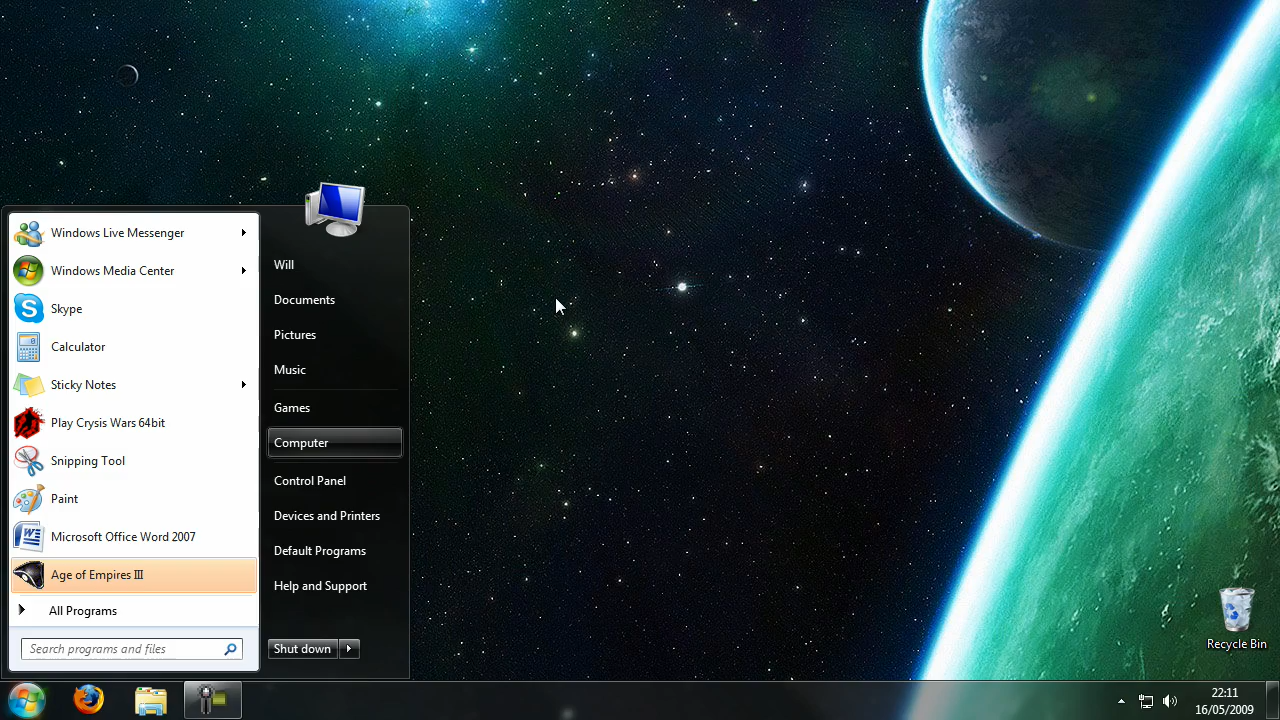 Windows Live Messenger
Windows Media Center
Skype
Calculator
Sticky Notes
Play Crysis Wars 64bit
Snipping Tool
Paint
Microsoft Office Word 2007
Age of Empires III
All Programs
Search programs and files
Will
Documents
Pictures
Music
Games
Computer
Control Panel
Devices and Printers
Default Programs
Help and Support
Shut down
Recycle Bin
22:11
16/05/2009